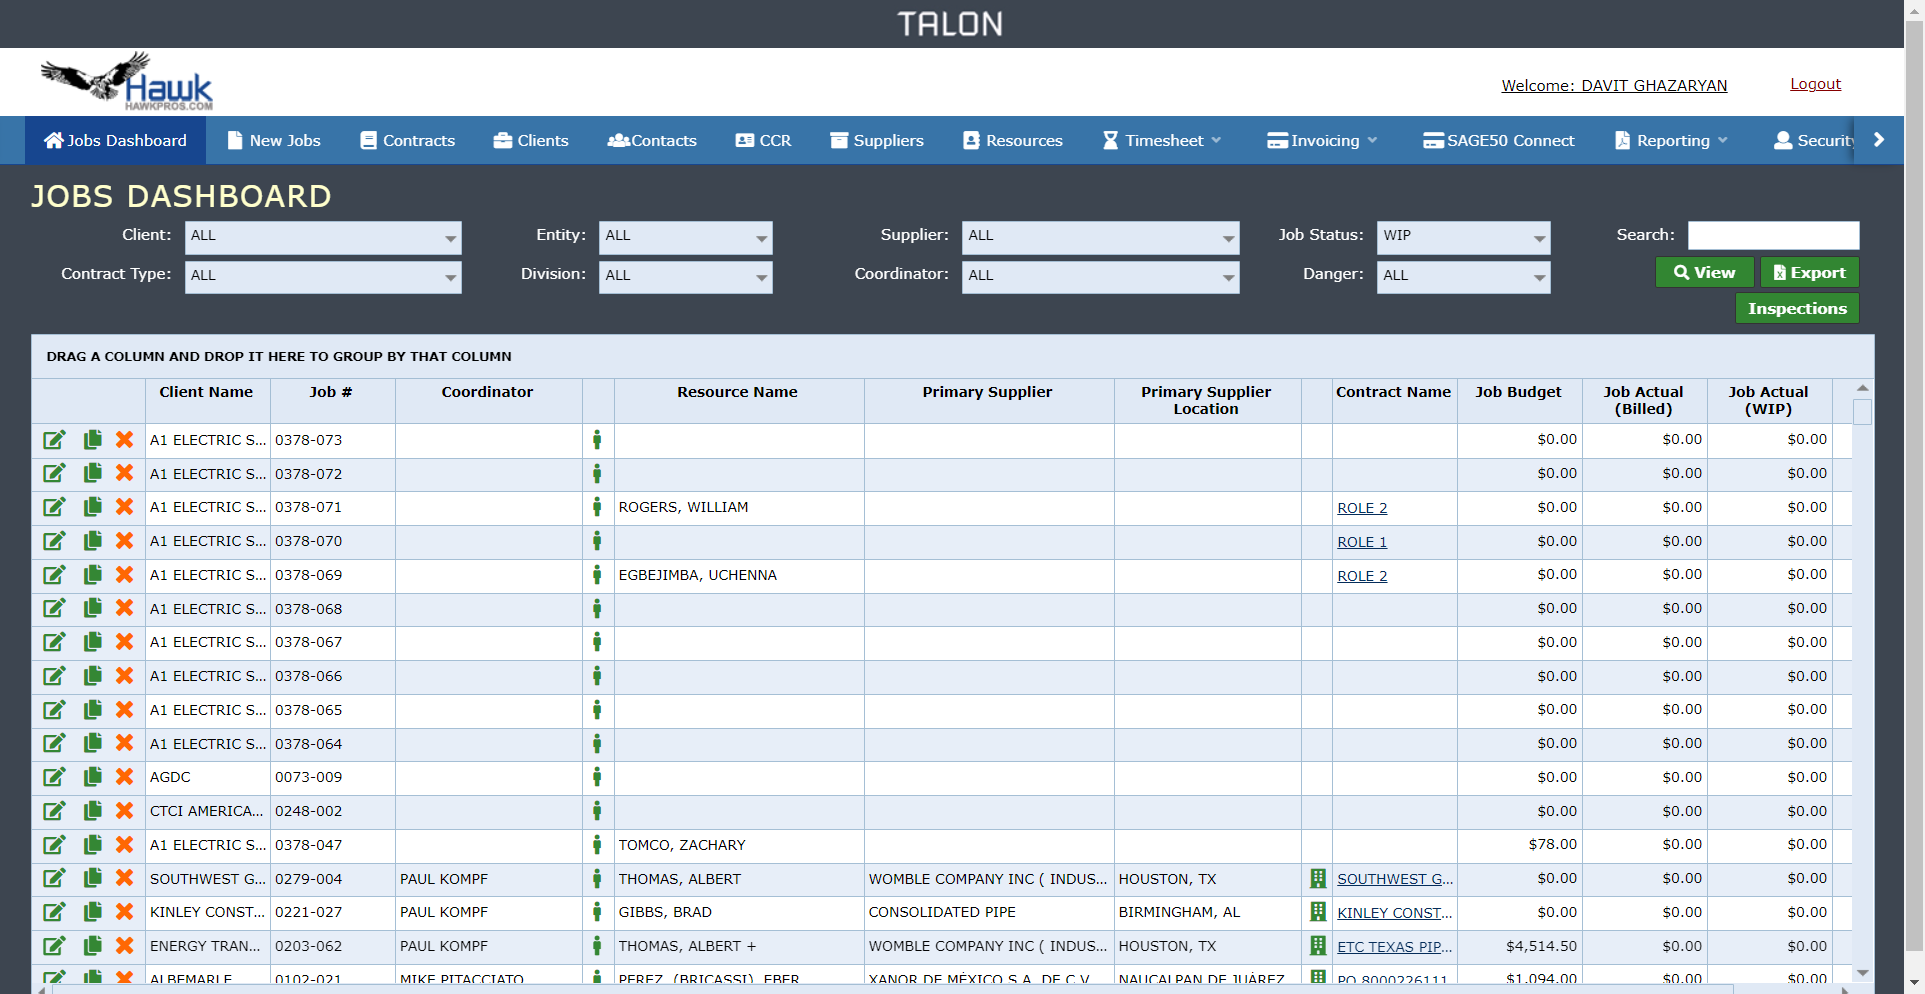 TALON
Hawk
HAWKPROS.COM
Welcome: DAVIT GHAZARYAN Logout
Jobs Dashboard New Jobs Contracts Clients Contacts CCR Suppliers Resources Timesheet Invoicing SAGE50 Connect Reporting Security
JOBS DASHBOARD
Client: ALL Entity: ALL Supplier: ALL Job Status: WIP Search:
Contract Type: ALL Division: ALL Coordinator: ALL Danger: ALL View Export
Inspections
DRAG A COLUMN AND DROP IT HERE TO GROUP BY THAT COLUMN
Client Name Job # Coordinator Resource Name Primary Supplier Primary Supplier Location Contract Name Job Budget Job Actual (Billed) Job Actual (WIP)
A1 ELECTRIC S... 0378-073 $0.00 $0.00 $0.00
A1 ELECTRIC S... 0378-072 $0.00 $0.00 $0.00
A1 ELECTRIC S... 0378-071 ROGERS, WILLIAM ROLE 2 $0.00 $0.00 $0.00
A1 ELECTRIC S... 0378-070 ROLE 1 $0.00 $0.00 $0.00
A1 ELECTRIC S... 0378-069 EGBEJIMBA, UCHENNA ROLE 2 $0.00 $0.00 $0.00
A1 ELECTRIC S... 0378-068 $0.00 $0.00 $0.00
A1 ELECTRIC S... 0378-067 $0.00 $0.00 $0.00
A1 ELECTRIC S... 0378-066 $0.00 $0.00 $0.00
A1 ELECTRIC S... 0378-065 $0.00 $0.00 $0.00
A1 ELECTRIC S... 0378-064 $0.00 $0.00 $0.00
AGDC 0073-009 $0.00 $0.00 $0.00
CTCI AMERICA... 0248-002 $0.00 $0.00 $0.00
A1 ELECTRIC S... 0378-047 TOMCO, ZACHARY $78.00 $0.00 $0.00
SOUTHWEST G... 0279-004 PAUL KOMPF THOMAS, ALBERT WOMBLE COMPANY INC ( INDUS... HOUSTON, TX SOUTHWEST G... $0.00 $0.00 $0.00
KINLEY CONST... 0221-027 PAUL KOMPF GIBBS, BRAD CONSOLIDATED PIPE BIRMINGHAM, AL KINLEY CONST... $0.00 $0.00 $0.00
ENERGY TRAN... 0203-062 PAUL KOMPF THOMAS, ALBERT + WOMBLE COMPANY INC ( INDUS... HOUSTON, TX ETC TEXAS PIP... $4,514.50 $0.00 $0.00
ALBEMARLE 0102-021 MIKE PITACCIATO PEREZ, (BRICASSI), EBER XANOR DE MÉXICO S.A. DE C.V. NAUCALPAN DE JUÁREZ PO 8000226111 $1,094.00 $0.00 $0.00